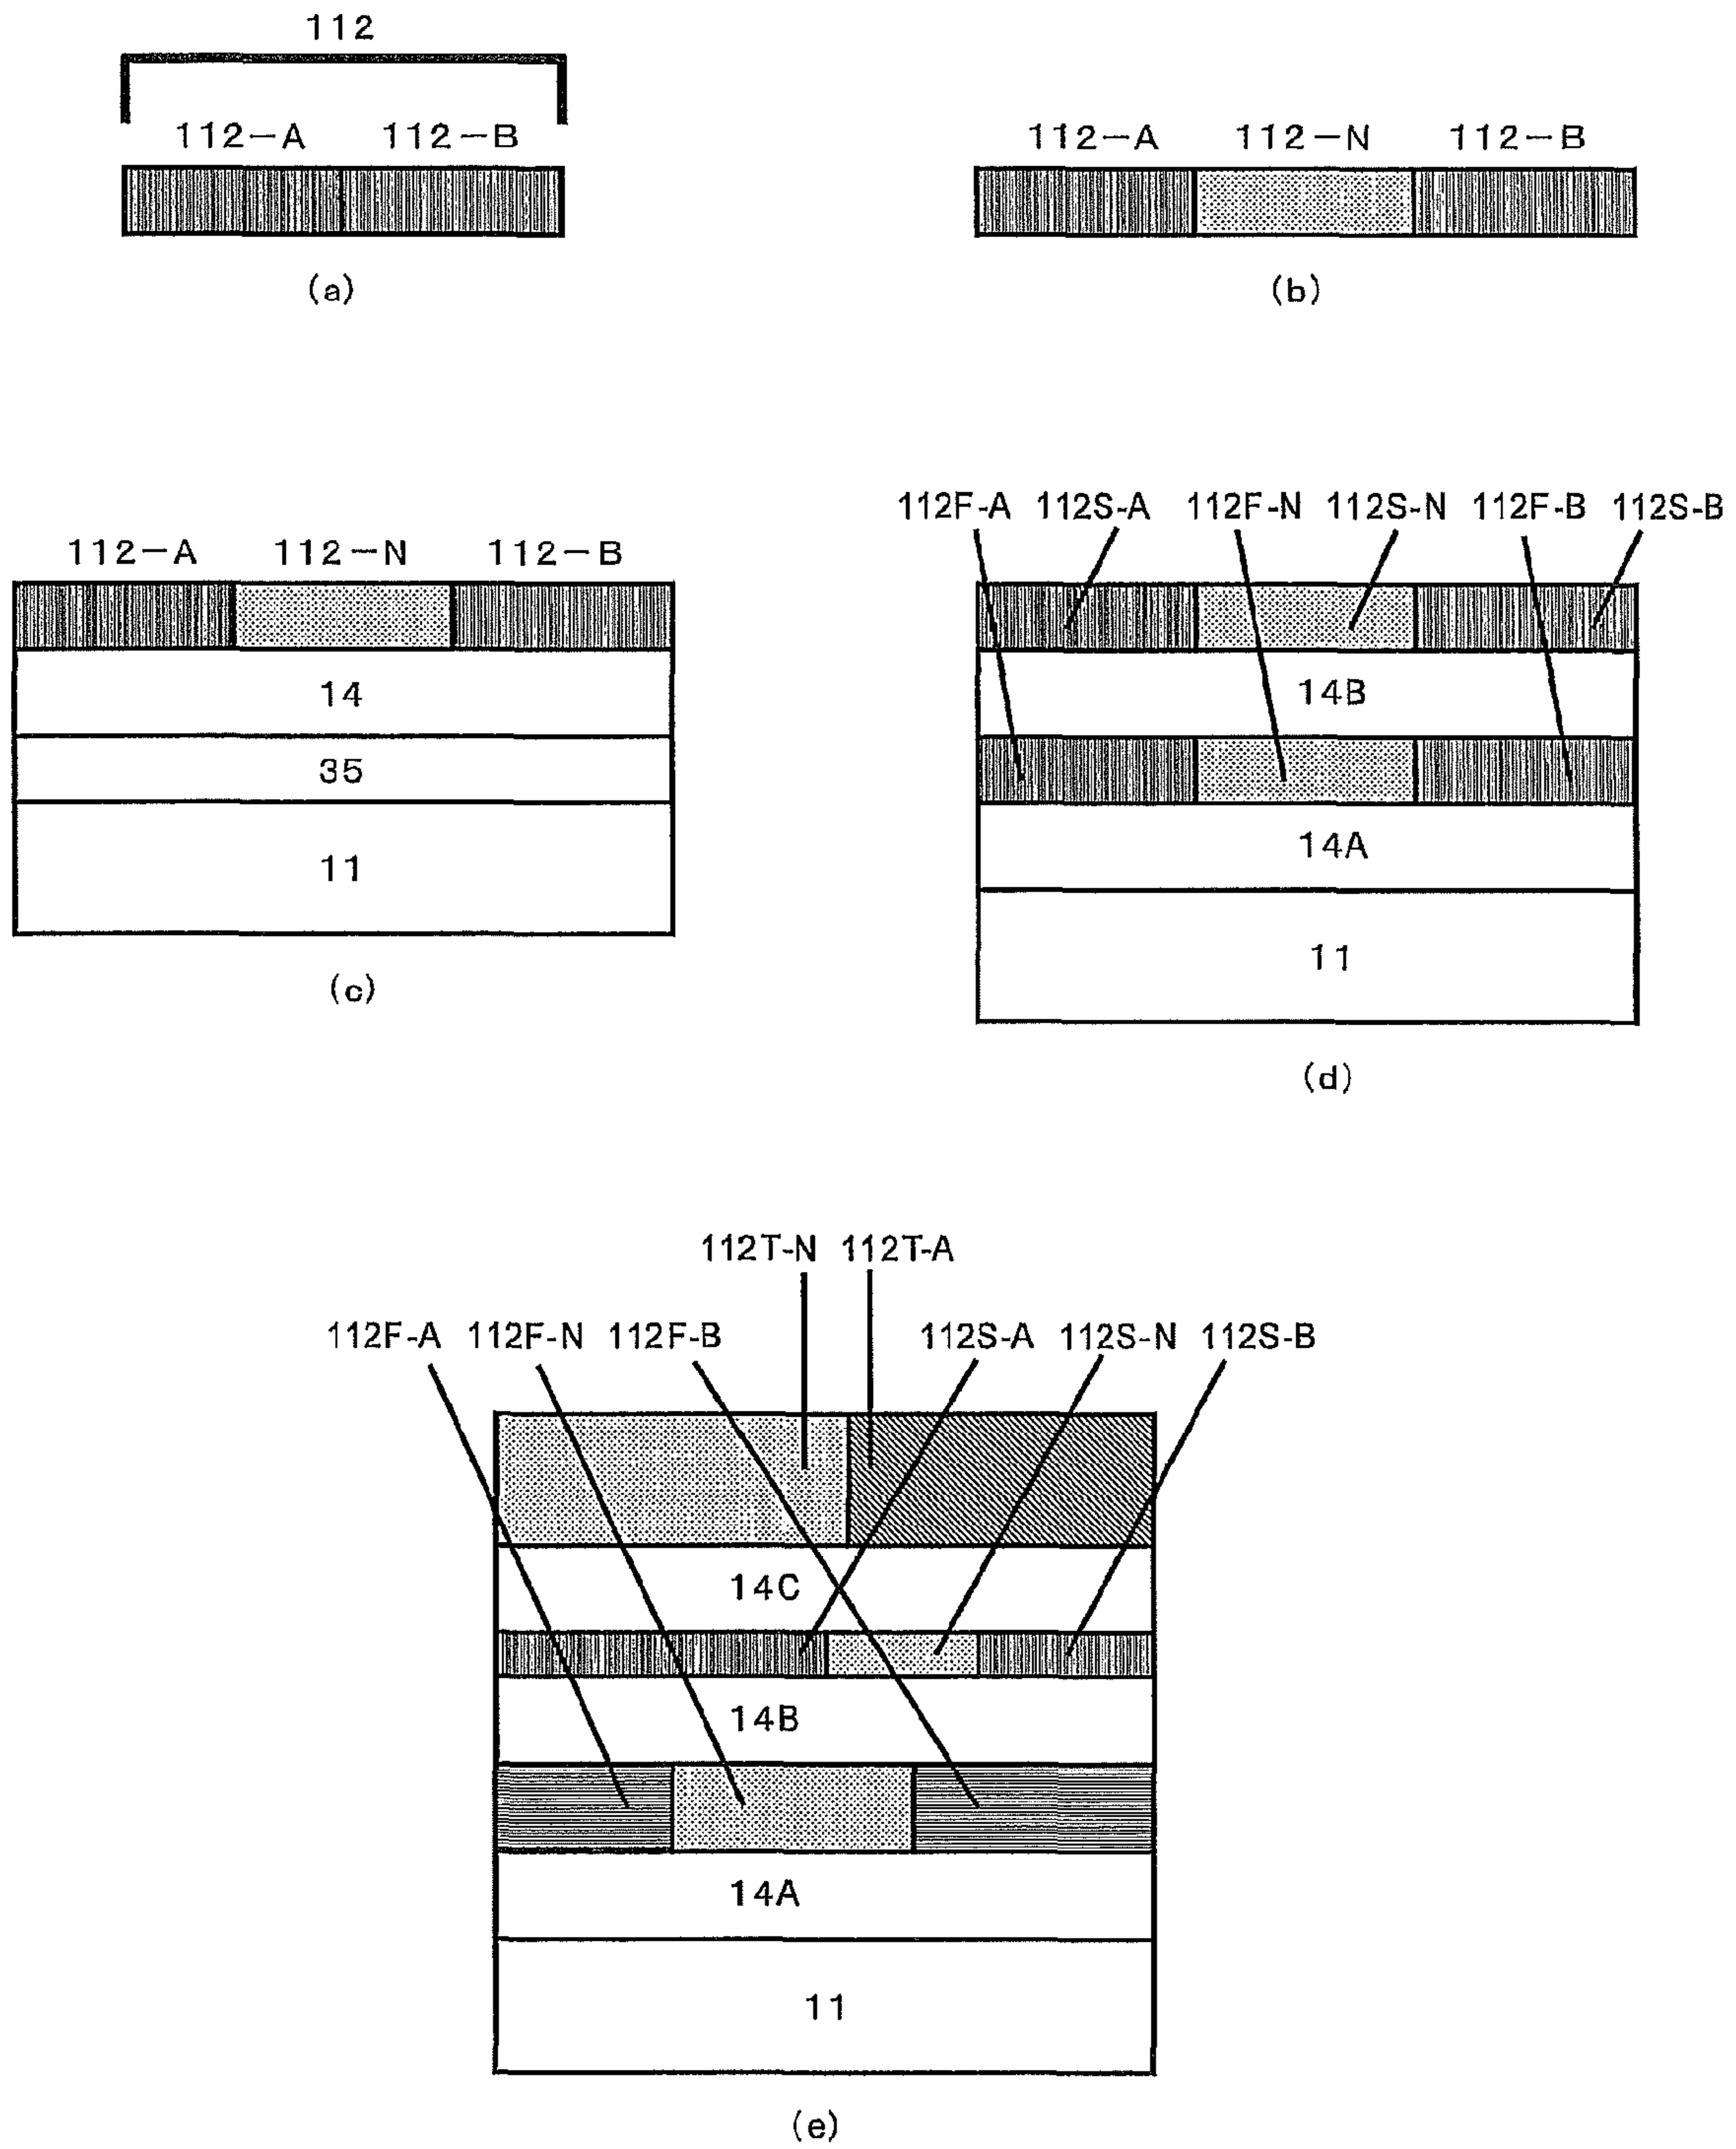 112
112-A 112-B
(a)
112-A 112-N 112-B
(b)
112-A 112-N 112-B
14
35
11
(c)
112F-A 112S-A 112F-N 112S-N 112F-B 112S-B
14B
14A
11
(d)
112T-N 112T-A
112F-A 112F-N 112F-B 112S-A 112S-N 112S-B
14C
14B
14A
11
(e)